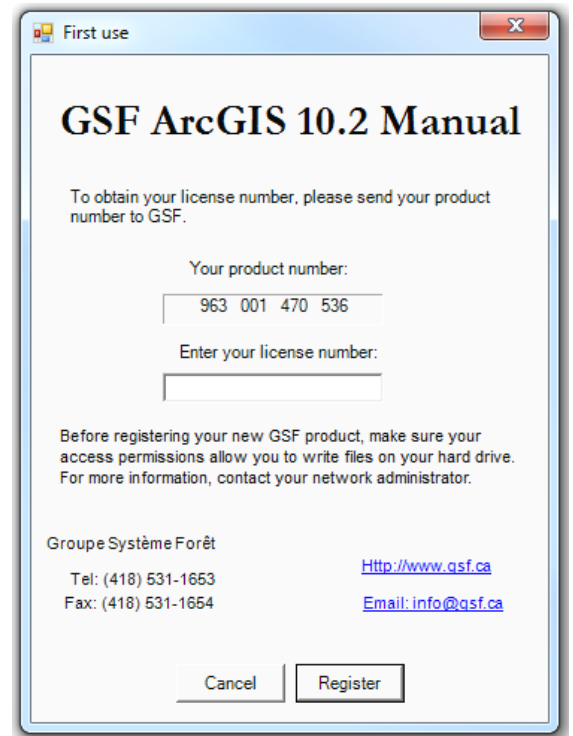 First use
GSF ArcGIS 10.2 Manual
To obtain your license number, please send your product
number to GSF.
Your product number:
963 001 470 536
Enter your license number:
Before registering your new GSF product, make sure your
access permissions allow you to write files on your hard drive.
For more information, contact your network administrator.
Groupe Système Forêt
Http://www.gsf.ca
Tel: (418) 531-1653
Fax: (418) 531-1654
Email: info@gsf.ca
Cancel
Register